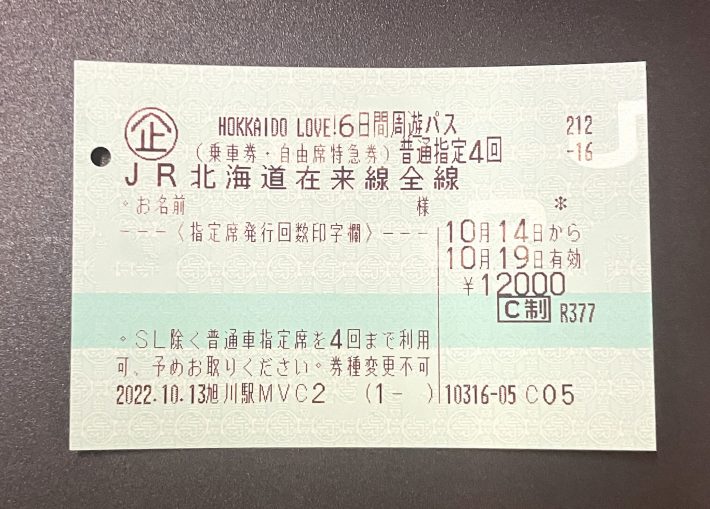 企 HOKKAIDO LOVE!6日間周遊パス 212
(乗車券・自由席特急券)普通指定4回 -16
JR北海道在来線全線
。お名前 様 *
---〈指定席発行回数印字欄〉---
10月14日から
10月19日有効
¥12000
C制 R377
。SL除く普通車指定席を4回まで利用
可、予めお取りください。券種変更不可
2022.10.13旭川駅MVC2 (1- )10316-05 C05